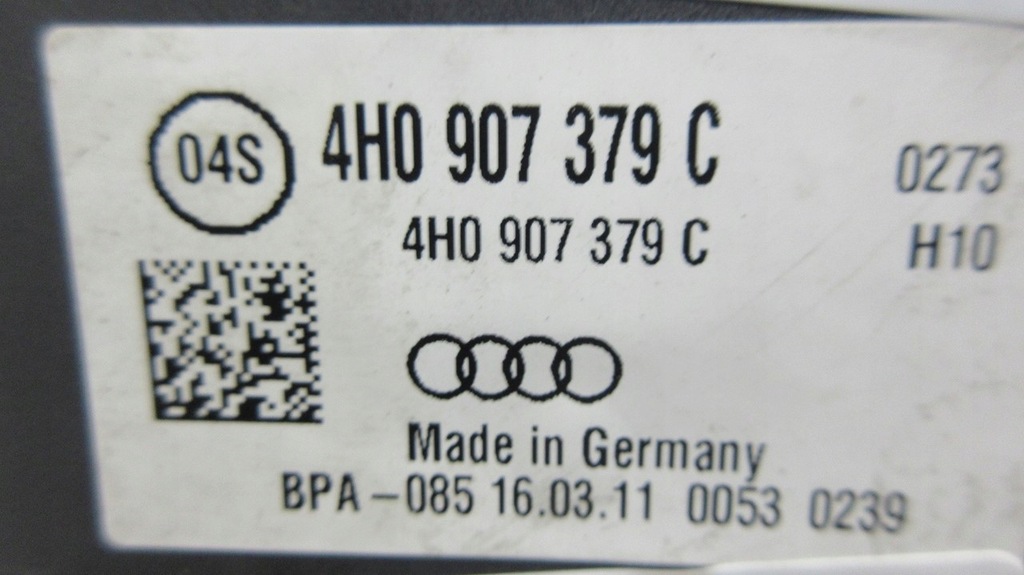 04S 4H0 907 379 C 0273
4H0 907 379 C H10
Made in Germany
BPA-085 16.03.11 0053 0239